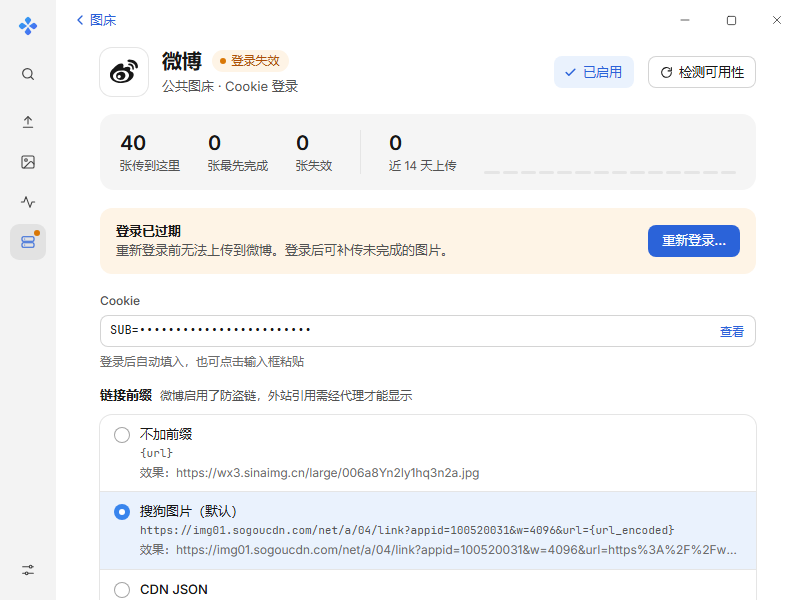 图床
微博
登录失效
公共图床 · Cookie 登录
已启用
检测可用性
40
张传到这里
0
张最先完成
0
张失效
0
近 14 天上传
登录已过期
重新登录前无法上传到微博。登录后可补传未完成的图片。
重新登录...
Cookie
SUB=••••••••••••••••••••••••
查看
登录后自动填入，也可点击输入框粘贴
链接前缀 微博启用了防盗链，外站引用需经代理才能显示
不加前缀
{url}
效果：https://wx3.sinaimg.cn/large/006a8Yn2ly1hq3n2a.jpg
搜狗图片（默认）
https://img01.sogoucdn.com/net/a/04/link?appid=100520031&w=4096&url={url_encoded}
效果：https://img01.sogoucdn.com/net/a/04/link?appid=100520031&w=4096&url=https%3A%2F%2Fw...
CDN JSON